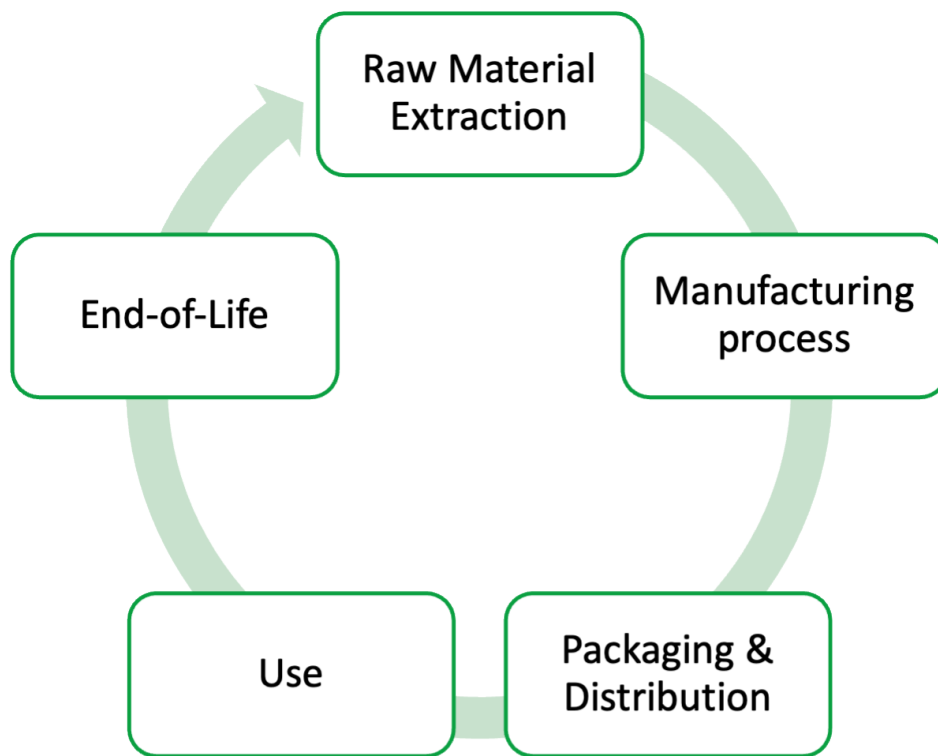 Raw Material
Extraction
Manufacturing
process
Packaging &
Distribution
Use
End-of-Life